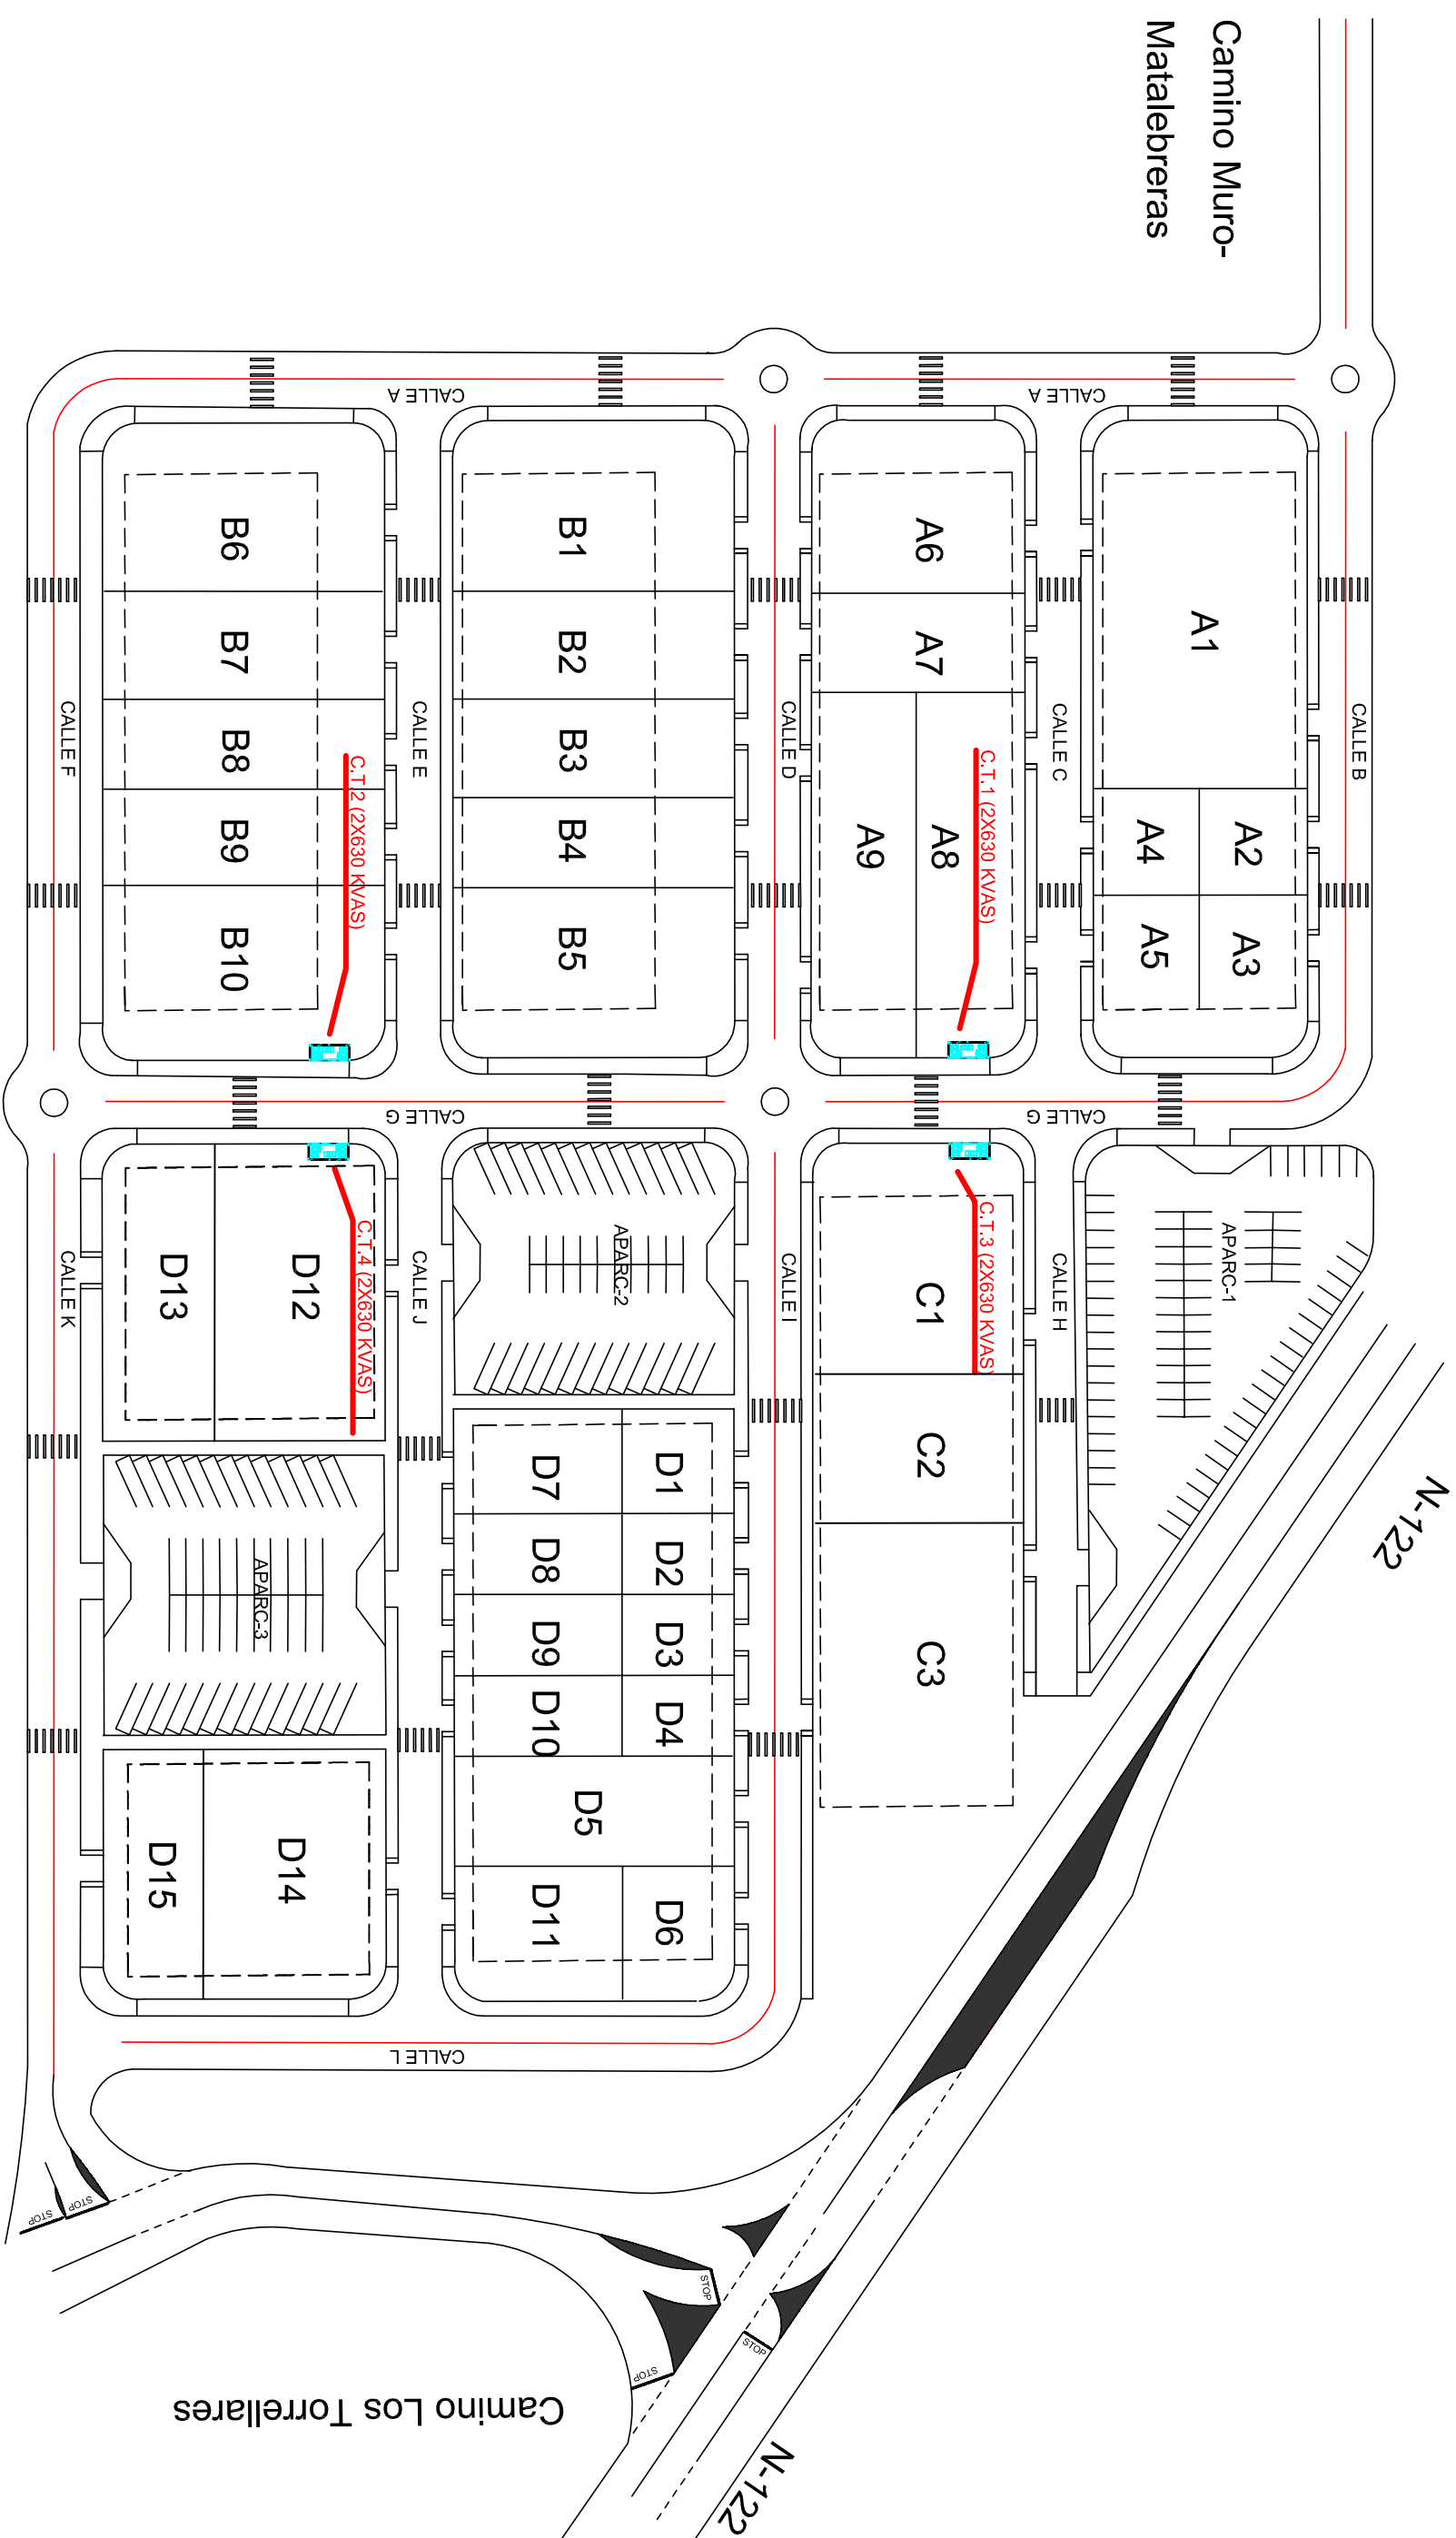 Camino Muro-
Matalebreras
CALLE A
CALLE A
CALLE B
A1
A2
A3
A4
A5
CALLE C
A6
A7
A8
A9
C.T.1 (2X630 KVAS)
CALLE D
B1
B2
B3
B4
B5
CALLE E
B6
B7
B8
B9
B10
C.T.2 (2X630 KVAS)
CALLE F
CALLE G
CALLE G
APARC-1
N-122
CALLE H
C.T.3 (2X630 KVAS)
C1
C2
C3
CALLE I
APARC-2
D1
D2
D3
D4
D5
D6
D7
D8
D9
D10
D11
CALLE J
C.T.4 (2X630 KVAS)
D12
D13
APARC-3
D14
D15
CALLE K
CALLE L
STOP
STOP
STOP
STOP
STOP
Camino Los Torrellares
N-122